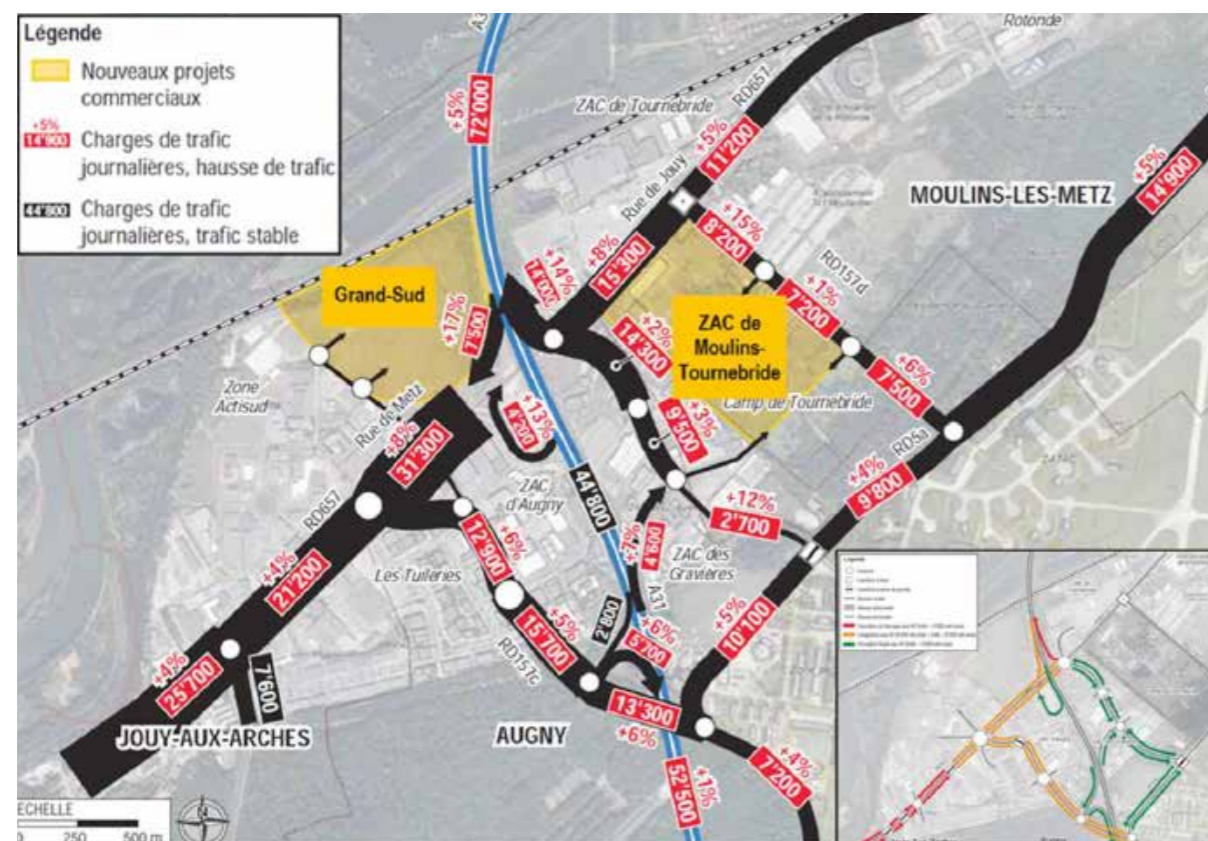 Légende
Nouveaux projets
commerciaux
+5%
14'900
Charges de trafic
journalières, hausse de trafic
44'800
Charges de trafic
journalières, trafic stable
A31
+5%
72'000
ZAC de Tournebride
RD657
Rotonde
+5%
11'200
Rue de Jouy
MOULINS-LES-METZ
+5%
14'900
+15%
8'200
RD157d
+8%
15'300
+14%
14'000
Grand-Sud
+17%
7'500
+1%
7'200
ZAC de
Moulins-
Tournebride
+2%
14'300
+6%
7'500
Zone
Actisud
Rue de Metz
+13%
4'200
+3%
9'500
Camp de Tournebride
RD5a
+8%
31'300
+4%
9'800
ZAC
d'Augny
44'800
+12%
2'700
RD657
+6%
12'900
+7%
4'600
ZAC des
Gravières
Les Tuileries
+4%
21'200
A31
2'800
+5%
10'100
+5%
15'700
+6%
5'700
RD157c
+4%
25'700
7'600
13'300
+6%
JOUY-AUX-ARCHES
AUGNY
+4%
7'200
+1%
52'500
ECHELLE
0 250 500 m
N
Légende